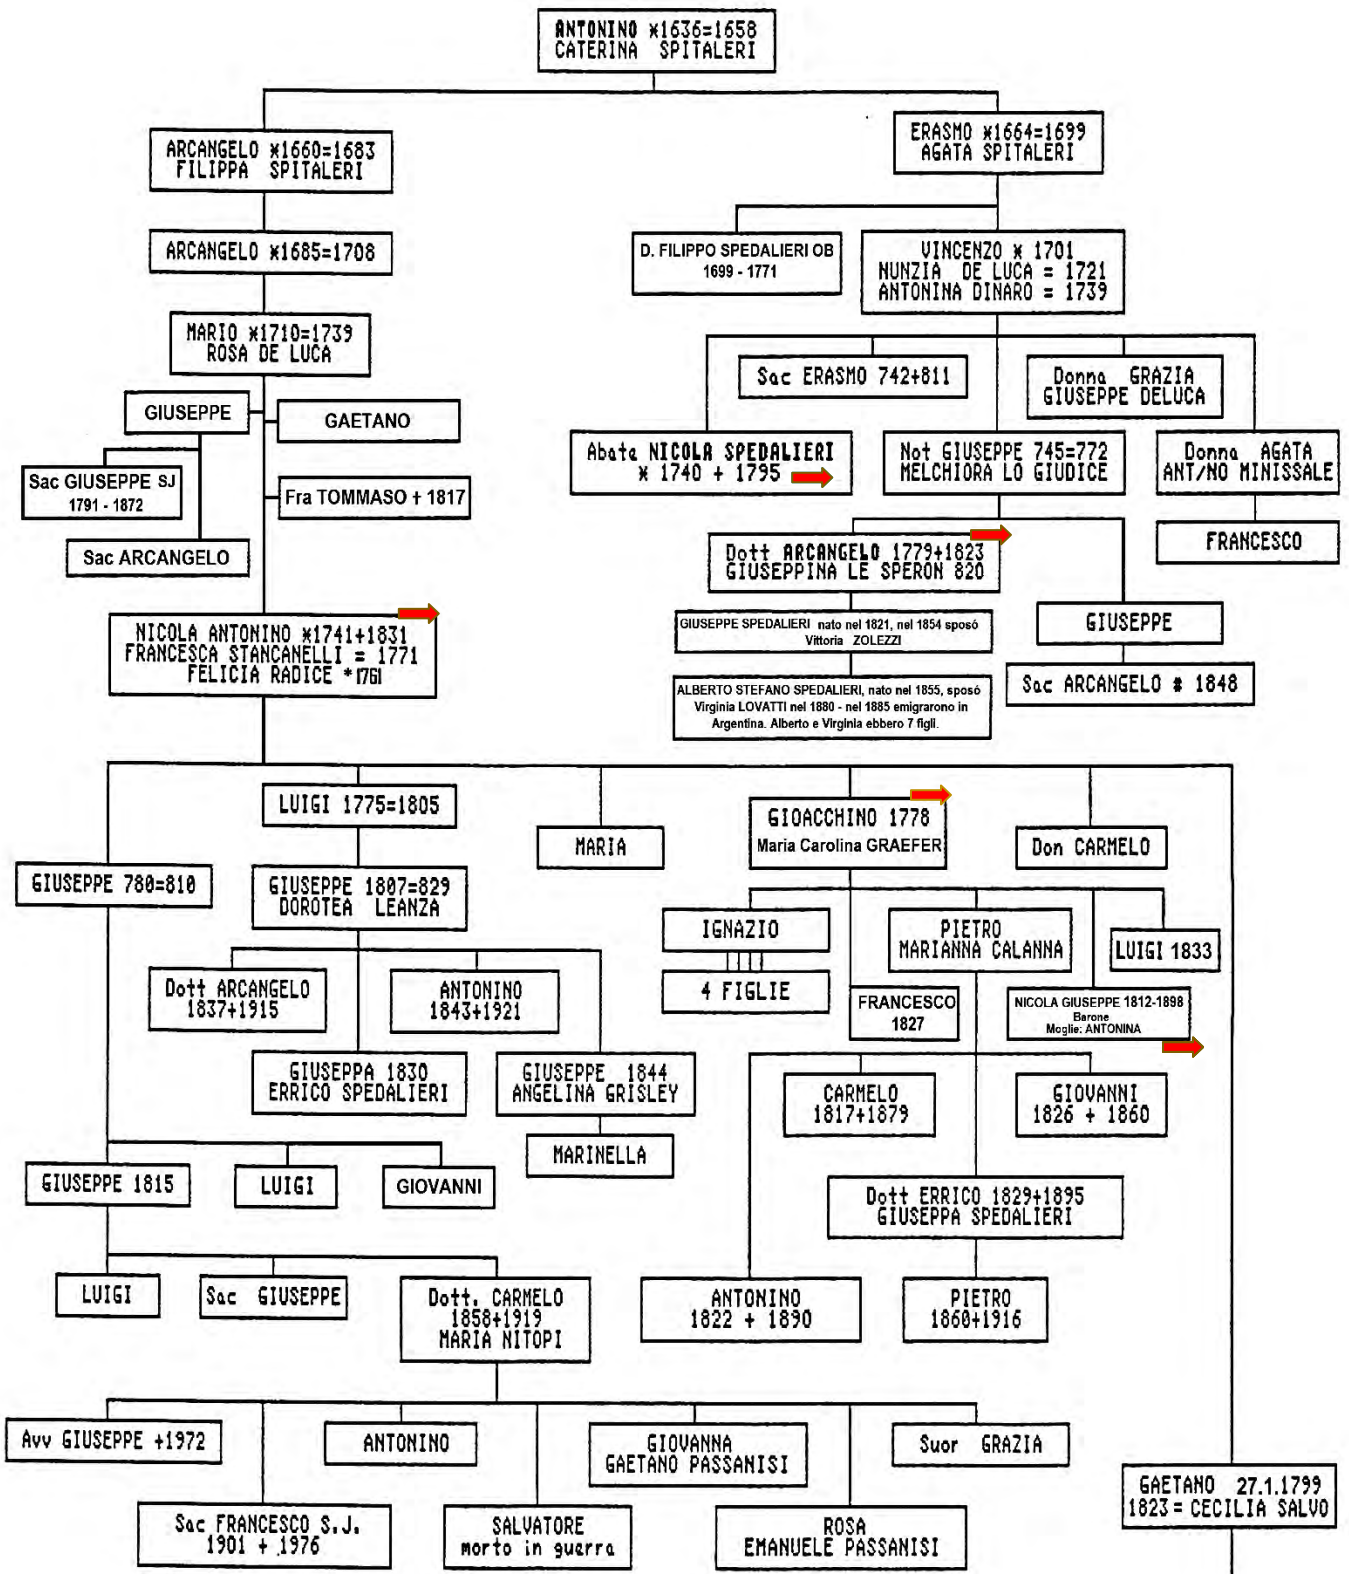 ANTONINO *1636=1658
CATERINA SPITALERI
ARCANGELO *1660=1683
FILIPPA SPITALERI
ERASMO *1664=1699
AGATA SPITALERI
ARCANGELO *1685=1708
D. FILIPPO SPEDALIERI OB
1699 - 1771
VINCENZO * 1701
NUNZIA DE LUCA = 1721
ANTONINA DINARO = 1739
MARIO *1710=1739
ROSA DE LUCA
Sac ERASMO 742+811
Donna GRAZIA
GIUSEPPE DELUCA
GIUSEPPE
GAETANO
Abate NICOLA SPEDALIERI
* 1740 + 1795
Not GIUSEPPE 745=772
MELCHIORA LO GIUDICE
Donna AGATA
ANT/NO MINISSALE
Sac GIUSEPPE SJ
1791 - 1872
Fra TOMMASO + 1817
Sac ARCANGELO
Dott ARCANGELO 1779+1823
GIUSEPPINA LE SPERON 820
FRANCESCO
NICOLA ANTONINO *1741+1831
FRANCESCA STANCANELLI = 1771
FELICIA RADICE *1761
GIUSEPPE SPEDALIERI nato nel 1821, nel 1854 sposó
Vittoria ZOLEZZI
GIUSEPPE
ALBERTO STEFANO SPEDALIERI, nato nel 1855, sposó
Virginia LOVATTI nel 1880 - nel 1885 emigrarono in
Argentina. Alberto e Virginia ebbero 7 figli.
Sac ARCANGELO * 1848
LUIGI 1775=1805
MARIA
GIOACCHINO 1778
Maria Carolina GRAEFER
Don CARMELO
GIUSEPPE 780=810
GIUSEPPE 1807=829
DOROTEA LEANZA
IGNAZIO
PIETRO
MARIANNA CALANNA
LUIGI 1833
Dott ARCANGELO
1837+1915
ANTONINO
1843+1921
4 FIGLIE
FRANCESCO
1827
NICOLA GIUSEPPE 1812-1898
Barone
Moglie: ANTONINA
GIUSEPPA 1830
ERRICO SPEDALIERI
GIUSEPPE 1844
ANGELINA GRISLEY
CARMELO
1817+1879
GIOVANNI
1826 + 1860
MARINELLA
GIUSEPPE 1815
LUIGI
GIOVANNI
Dott ERRICO 1829+1895
GIUSEPPA SPEDALIERI
LUIGI
Sac GIUSEPPE
Dott. CARMELO
1858+1919
MARIA NITOPI
ANTONINO
1822 + 1890
PIETRO
1860+1916
Avv GIUSEPPE +1972
ANTONINO
GIOVANNA
GAETANO PASSANISI
Suor GRAZIA
GAETANO 27.1.1799
1823 = CECILIA SALVO
Sac FRANCESCO S.J.
1901 + 1976
SALVATORE
morto in guerra
ROSA
EMANUELE PASSANISI